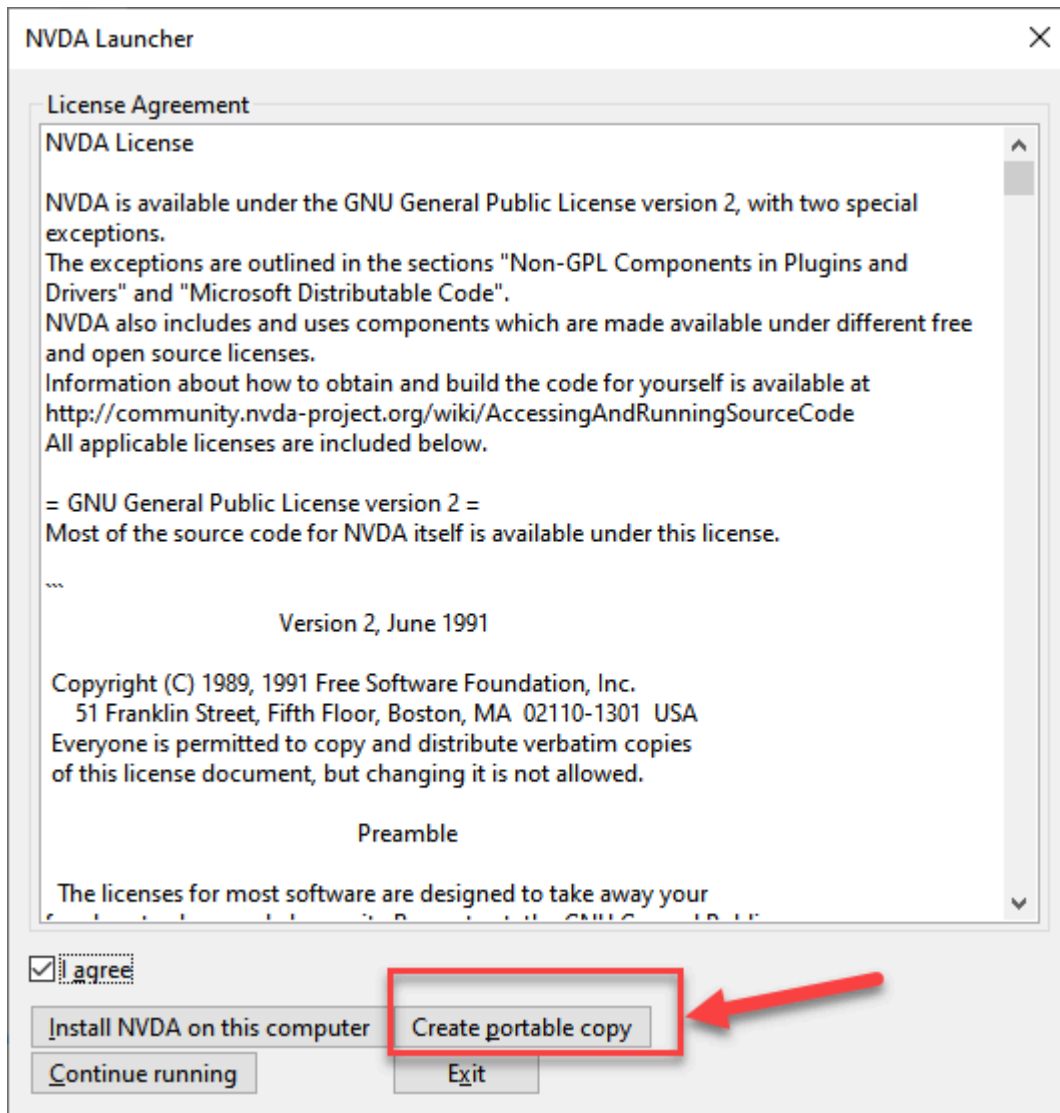 NVDA Launcher
License Agreement
NVDA License
NVDA is available under the GNU General Public License version 2, with two special
exceptions.
The exceptions are outlined in the sections "Non-GPL Components in Plugins and
Drivers" and "Microsoft Distributable Code".
NVDA also includes and uses components which are made available under different free
and open source licenses.
Information about how to obtain and build the code for yourself is available at
http://community.nvda-project.org/wiki/AccessingAndRunningSourceCode
All applicable licenses are included below.
= GNU General Public License version 2 =
Most of the source code for NVDA itself is available under this license.
```
Version 2, June 1991
Copyright (C) 1989, 1991 Free Software Foundation, Inc.
51 Franklin Street, Fifth Floor, Boston, MA  02110-1301  USA
Everyone is permitted to copy and distribute verbatim copies
of this license document, but changing it is not allowed.
Preamble
The licenses for most software are designed to take away your
I agree
Install NVDA on this computer
Create portable copy
Continue running
Exit